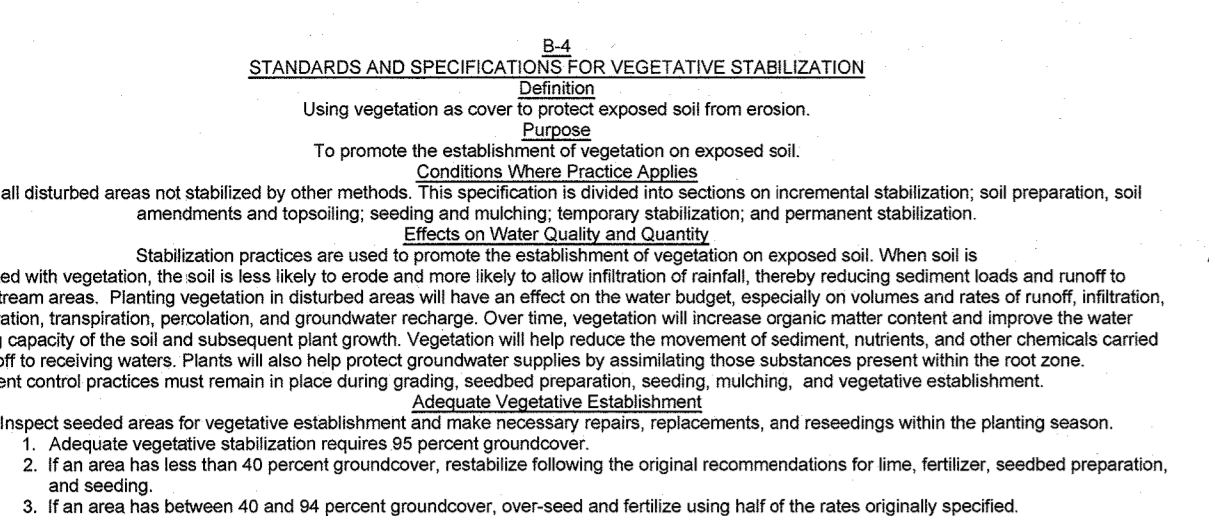 B-4
STANDARDS AND SPECIFICATIONS FOR VEGETATIVE STABILIZATION
Definition
Using vegetation as cover to protect exposed soil from erosion.
Purpose
To promote the establishment of vegetation on exposed soil.
Conditions Where Practice Applies
all disturbed areas not stabilized by other methods. This specification is divided into sections on incremental stabilization; soil preparation, soil
amendments and topsoiling; seeding and mulching; temporary stabilization; and permanent stabilization.
Effects on Water Quality and Quantity
Stabilization practices are used to promote the establishment of vegetation on exposed soil. When soil is
ed with vegetation, the soil is less likely to erode and more likely to allow infiltration of rainfall, thereby reducing sediment loads and runoff to
tream areas. Planting vegetation in disturbed areas will have an effect on the water budget, especially on volumes and rates of runoff, infiltration,
ation, transpiration, percolation, and groundwater recharge. Over time, vegetation will increase organic matter content and improve the water
capacity of the soil and subsequent plant growth. Vegetation will help reduce the movement of sediment, nutrients, and other chemicals carried
off to receiving waters. Plants will also help protect groundwater supplies by assimilating those substances present within the root zone.
ent control practices must remain in place during grading, seedbed preparation, seeding, mulching, and vegetative establishment.
Adequate Vegetative Establishment
Inspect seeded areas for vegetative establishment and make necessary repairs, replacements, and reseedings within the planting season.
1. Adequate vegetative stabilization requires 95 percent groundcover.
2. If an area has less than 40 percent groundcover, restabilize following the original recommendations for lime, fertilizer, seedbed preparation,
and seeding.
3. If an area has between 40 and 94 percent groundcover, over-seed and fertilize using half of the rates originally specified.